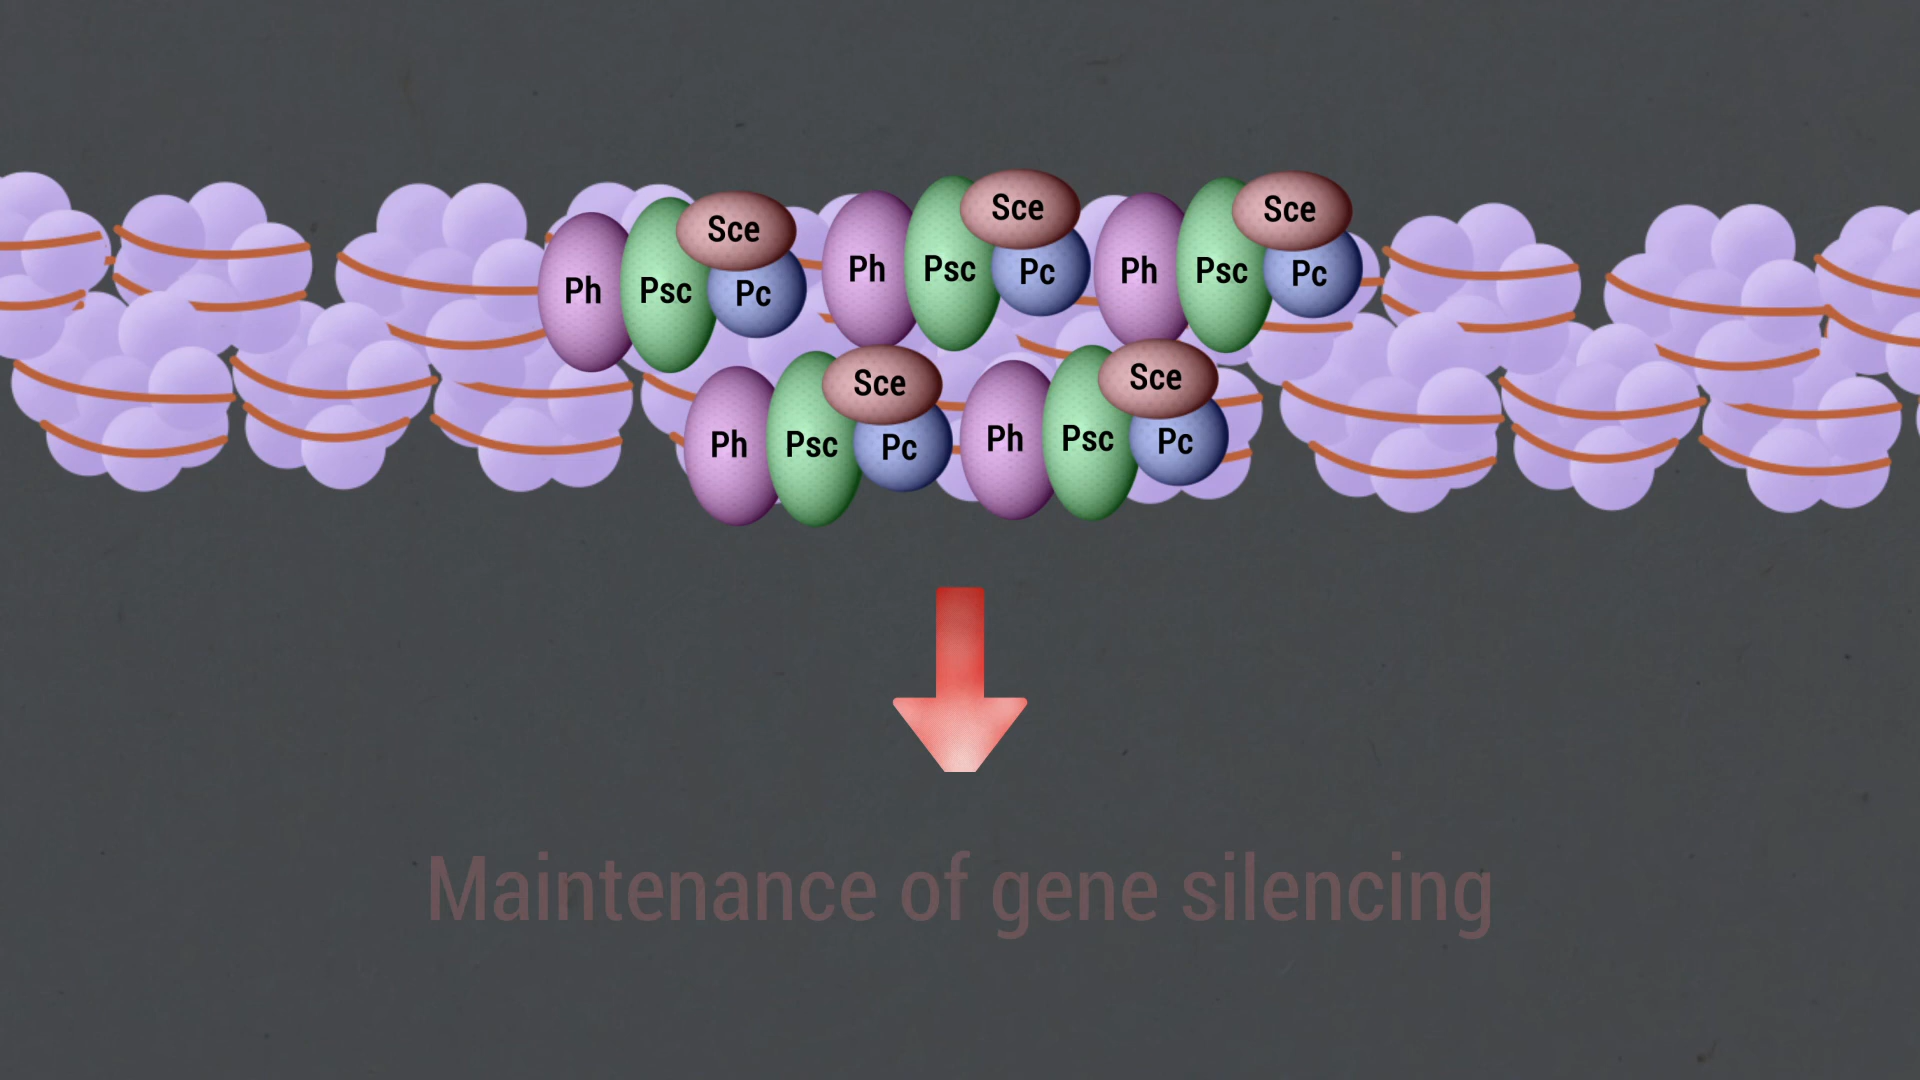 Ph Psc Sce Pc Ph Psc Sce Pc Ph Psc Sce Pc
Ph Psc Sce Pc Ph Psc Sce Pc
Maintenance of gene silencing